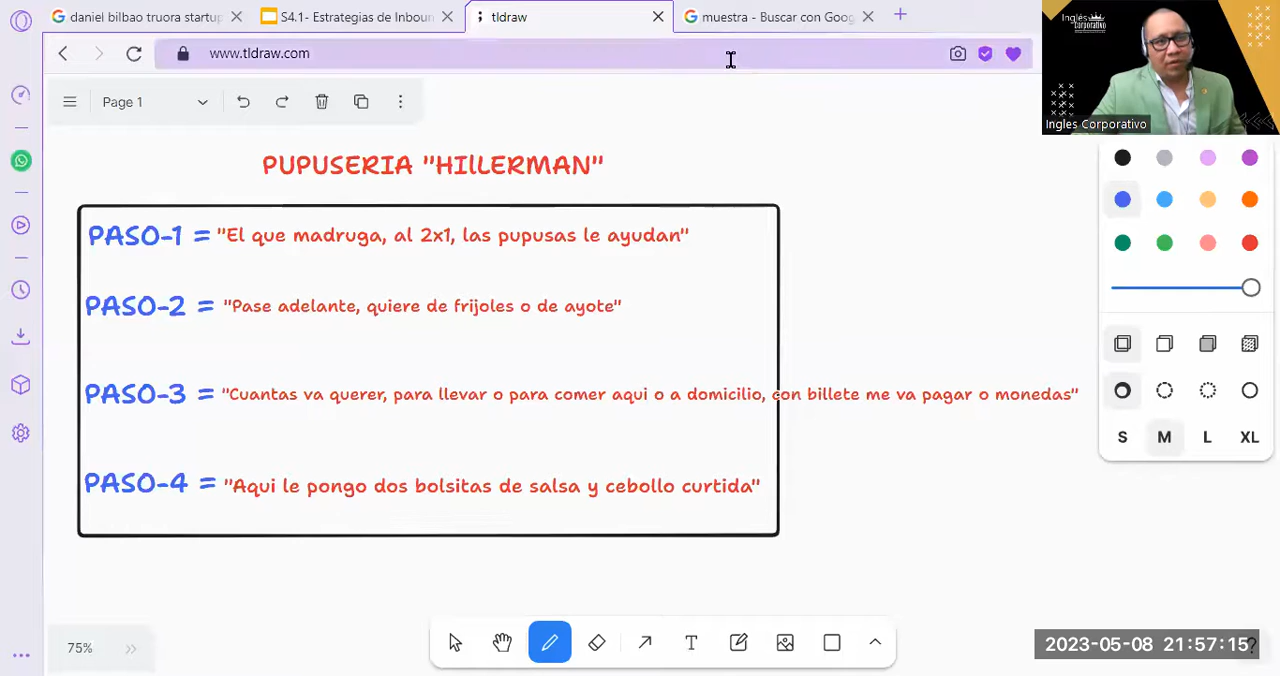 daniel bilbao truora startup
S4.1- Estrategias de Inboun
tldraw
muestra - Buscar con Goog
www.tldraw.com
Inglés
Corporativo
Ingles Corporativo
Page 1
PUPUSERIA "HIllERMAN"
PASO-1 = "El que madruga, al 2x1, las pupusas le ayudan"
PASO-2 = "Pase adelante, quiere de frijoles o de ayote"
PASO-3 = "Cuantas va querer, para llevar o para comer aqui o a domicilio, con billete me va pagar o monedas"
PASO-4 = "Aqui le pongo dos bolsitas de salsa y cebollo curtida"
S M L XL
75%
2023-05-08 21:57:15